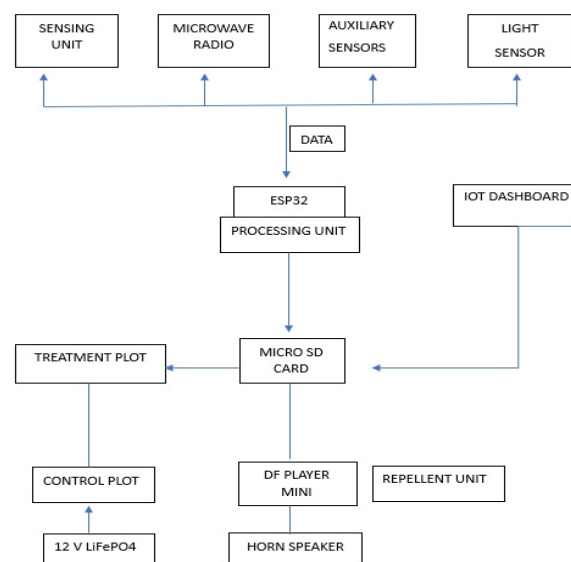 SENSING
UNIT
MICROWAVE
RADIO
AUXILIARY
SENSORS
LIGHT
SENSOR
DATA
ESP32
PROCESSING UNIT
IOT DASHBOARD
TREATMENT PLOT
MICRO SD
CARD
CONTROL PLOT
DF PLAYER
MINI
REPELLENT UNIT
12 V LiFePO4
HORN SPEAKER